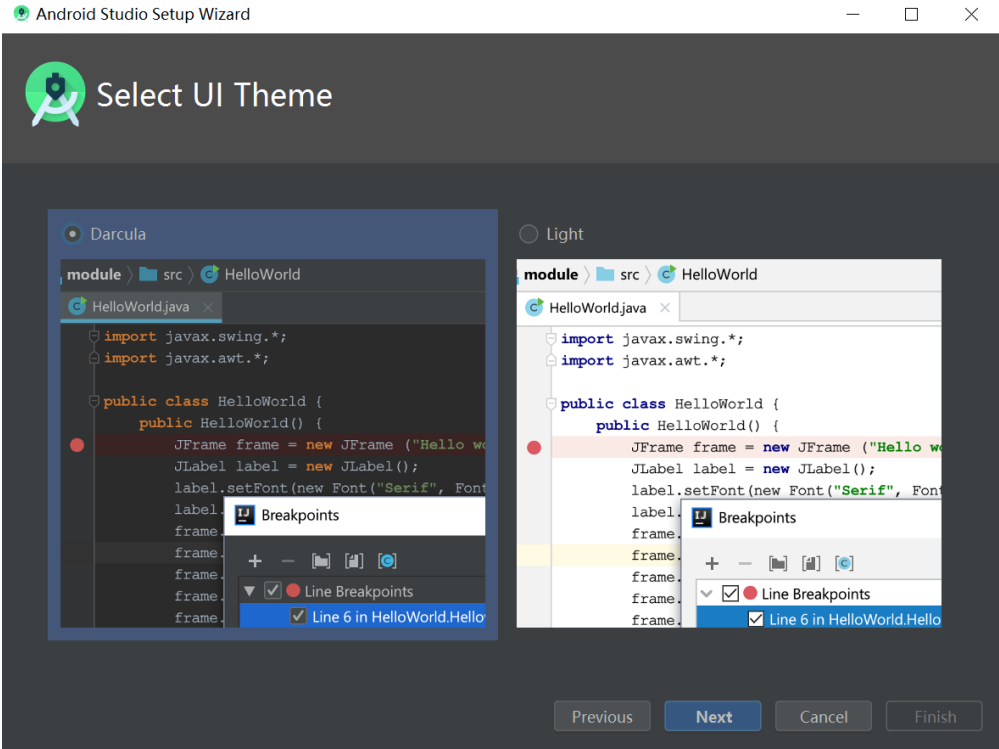 Android Studio Setup Wizard
Select UI Theme
Darcula
module src HelloWorld
HelloWorld.java
import javax.swing.*;
import javax.awt.*;
public class HelloWorld {
public HelloWorld() {
JFrame frame = new JFrame ("Hello wo
JLabel label = new JLabel();
label.setFont(new Font("Serif", Font
label.
frame.
frame.
frame.
frame.
frame.
Breakpoints
Line Breakpoints
Line 6 in HelloWorld.Hello
Light
module src HelloWorld
HelloWorld.java
import javax.swing.*;
import javax.awt.*;
public class HelloWorld {
public HelloWorld() {
JFrame frame = new JFrame ("Hello wo
JLabel label = new JLabel();
label.setFont(new Font("Serif", Font
label.
frame.
frame.
frame.
frame.
frame.
Breakpoints
Line Breakpoints
Line 6 in HelloWorld.Hello
Previous
Next
Cancel
Finish